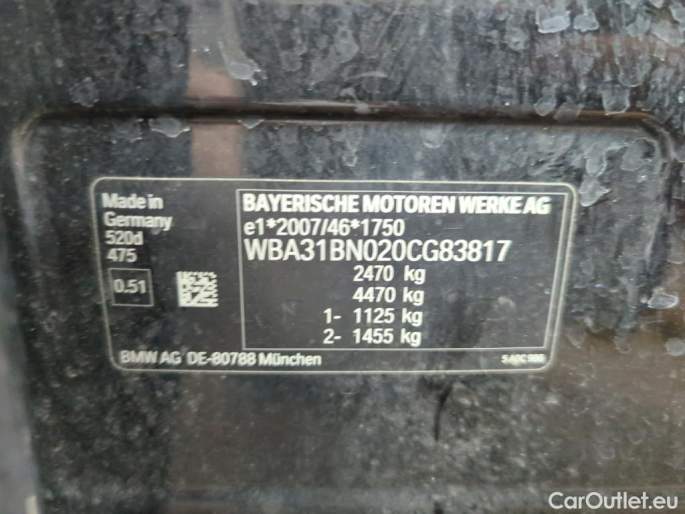 Made in
Germany
520d
475
0.51
BAYERISCHE MOTOREN WERKE AG
e1*2007/46*1750
WBA31BN020CG83817
2470 kg
4470 kg
1- 1125 kg
2- 1455 kg
BMW AG DE-80788 München
CarOutlet.eu